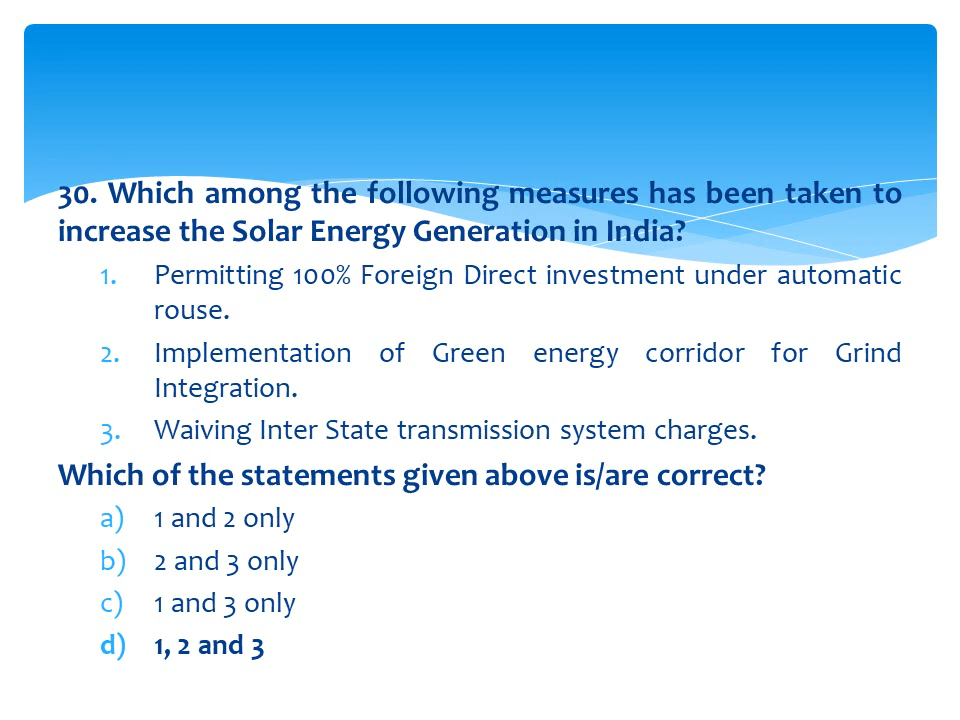 30. Which among the following measures has been taken to
increase the Solar Energy Generation in India?
1. Permitting 100% Foreign Direct investment under automatic
rouse.
2. Implementation of Green energy corridor for Grind
Integration.
3. Waiving Inter State transmission system charges.
Which of the statements given above is/are correct?
a) 1 and 2 only
b) 2 and 3 only
c) 1 and 3 only
d) 1, 2 and 3